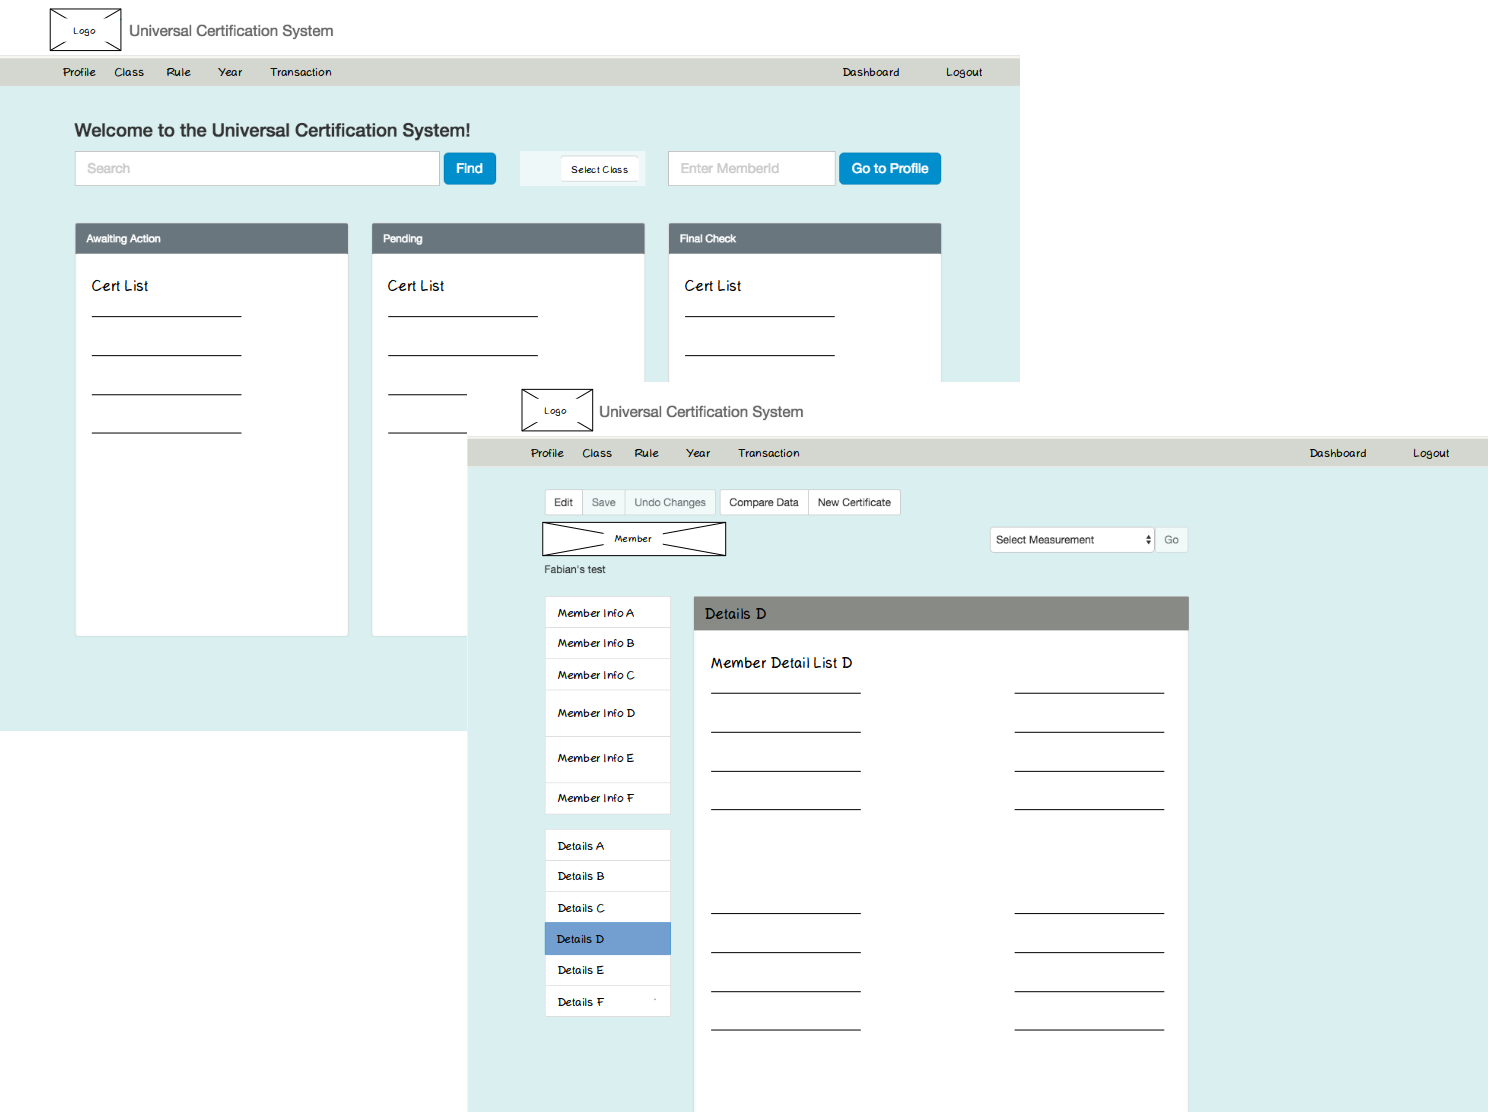 Logo
Universal Certification System
Profile Class Rule Year Transaction Dashboard Logout
Welcome to the Universal Certification System!
Search Find Select Class Enter MemberId Go to Profile
Awaiting Action Pending Final Check
Cert List Cert List Cert List
Logo
Universal Certification System
Profile Class Rule Year Transaction Dashboard Logout
Edit Save Undo Changes Compare Data New Certificate
Member
Select Measurement Go
Fabian's test
Member Info A
Member Info B
Member Info C
Member Info D
Member Info E
Member Info F
Details A
Details B
Details C
Details D
Details E
Details F
Details D
Member Detail List D